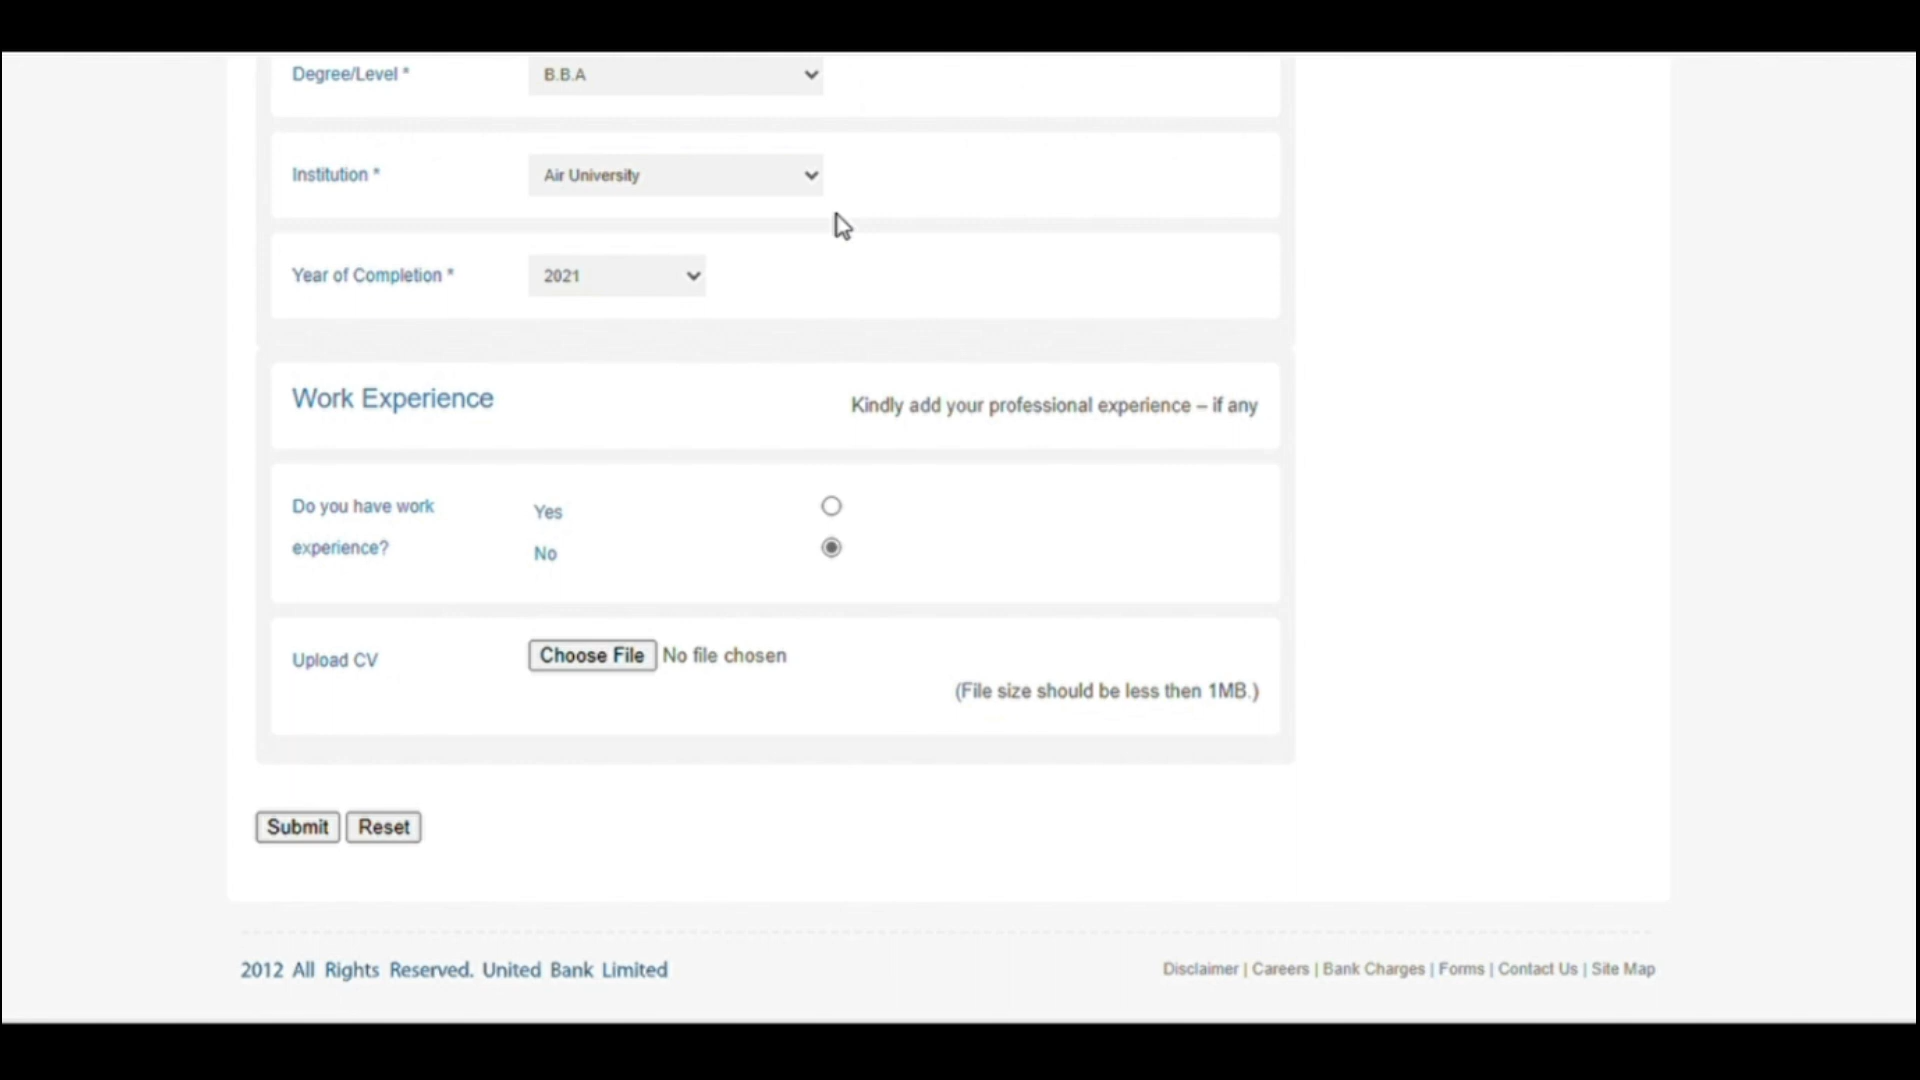 Degree/Level * B.B.A
Institution * Air University
Year of Completion * 2021
Work Experience Kindly add your professional experience – if any
Do you have work Yes
experience? No
Upload CV Choose File No file chosen
(File size should be less then 1MB.)
Submit Reset
2012 All Rights Reserved. United Bank Limited Disclaimer | Careers | Bank Charges | Forms | Contact Us | Site Map